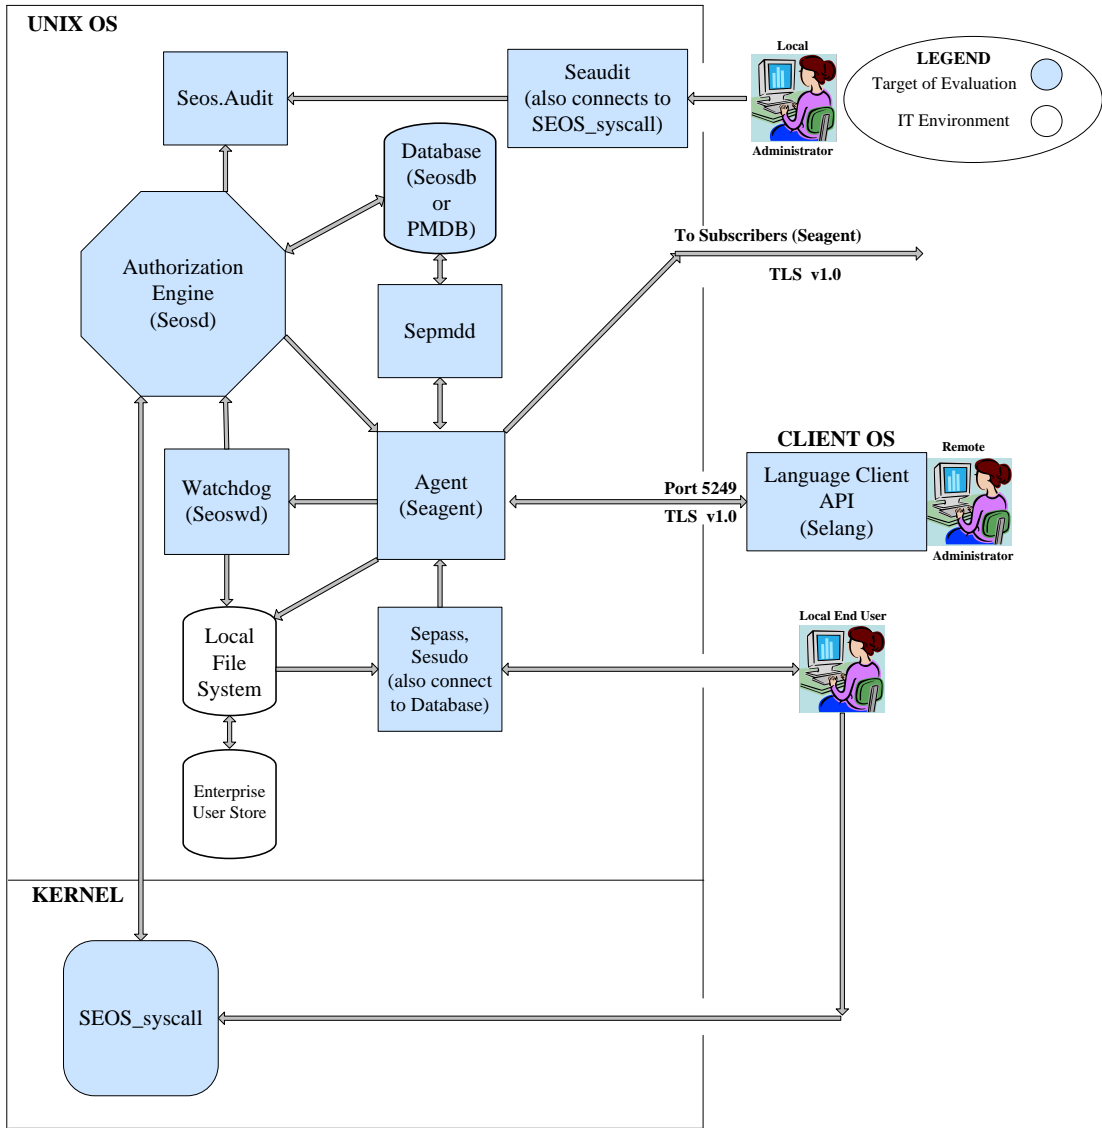 UNIX OS
Seos.Audit
Seaudit
(also connects to
SEOS_syscall)
Local
Administrator
LEGEND
Target of Evaluation
IT Environment
Database
(Seosdb
or
PMDB)
Authorization
Engine
(Seosd)
To Subscribers (Seagent)
TLS v1.0
Sepmdd
Watchdog
(Seoswd)
Agent
(Seagent)
Port 5249
TLS v1.0
CLIENT OS
Language Client
API
(Selang)
Remote
Administrator
Local
File
System
Sepass,
Sesudo
(also connect
to Database)
Local End User
Enterprise
User Store
KERNEL
SEOS_syscall